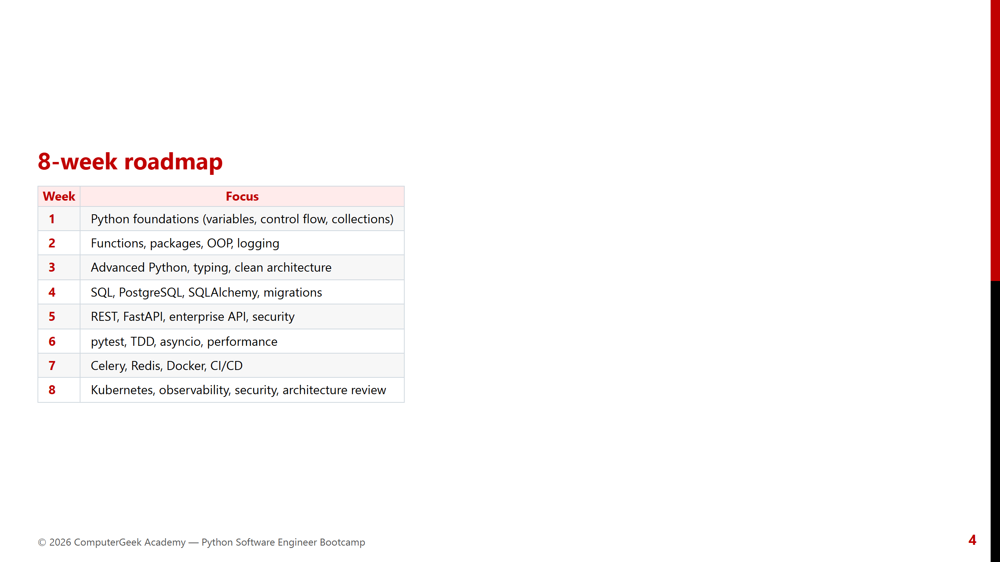 8-week roadmap
Week Focus
1 Python foundations (variables, control flow, collections)
2 Functions, packages, OOP, logging
3 Advanced Python, typing, clean architecture
4 SQL, PostgreSQL, SQLAlchemy, migrations
5 REST, FastAPI, enterprise API, security
6 pytest, TDD, asyncio, performance
7 Celery, Redis, Docker, CI/CD
8 Kubernetes, observability, security, architecture review
© 2026 ComputerGeek Academy — Python Software Engineer Bootcamp
4